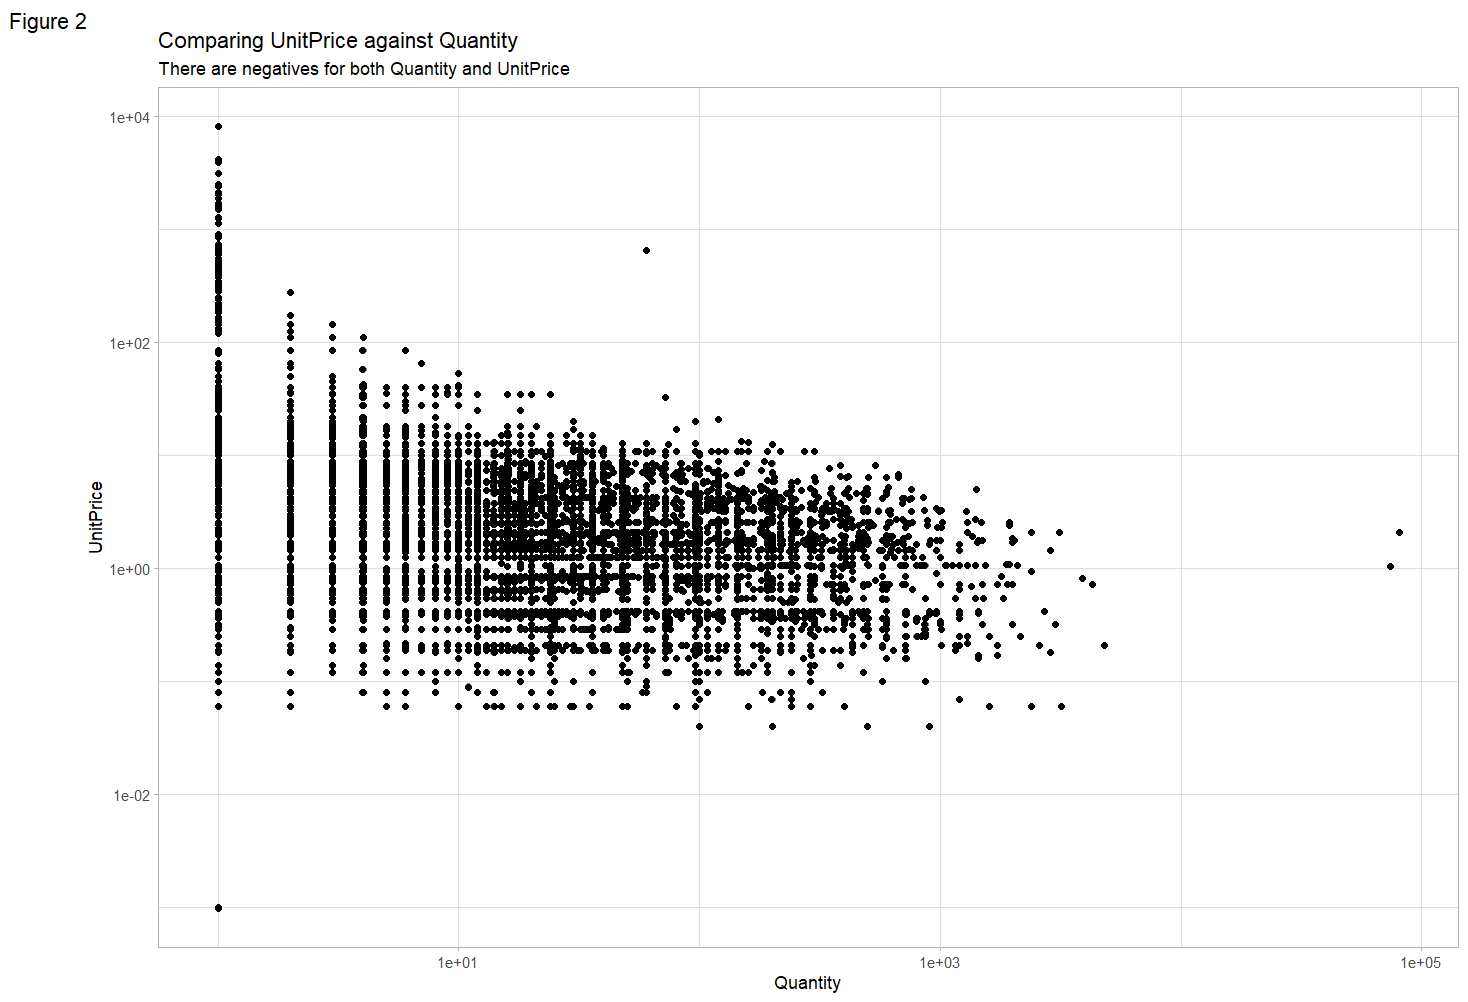 Figure 2
Comparing UnitPrice against Quantity
There are negatives for both Quantity and UnitPrice
1e+04
1e+02
UnitPrice
1e+00
1e-02
1e+01
1e+03
1e+05
Quantity